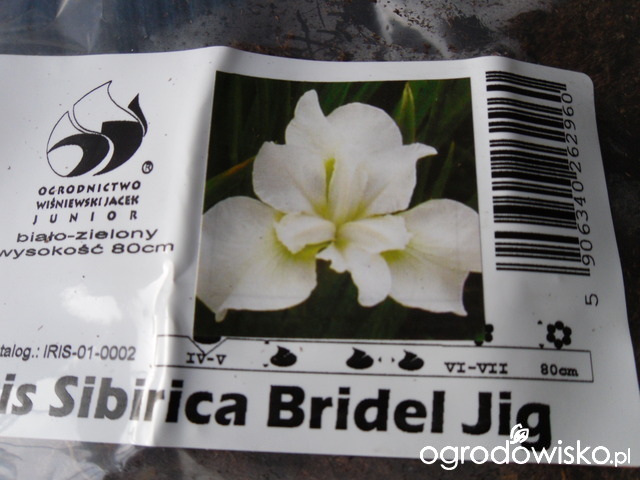 ®
OGRODNICTWO
WIŚNIEWSKI JACEK
JUNIOR
biało-zielony
wysokość 80cm
5 906340 262960
talog.: IRIS-01-0002
IV-V
VI-VII
80cm
is Sibirica Bridel Jig
ogrodowisko.pl